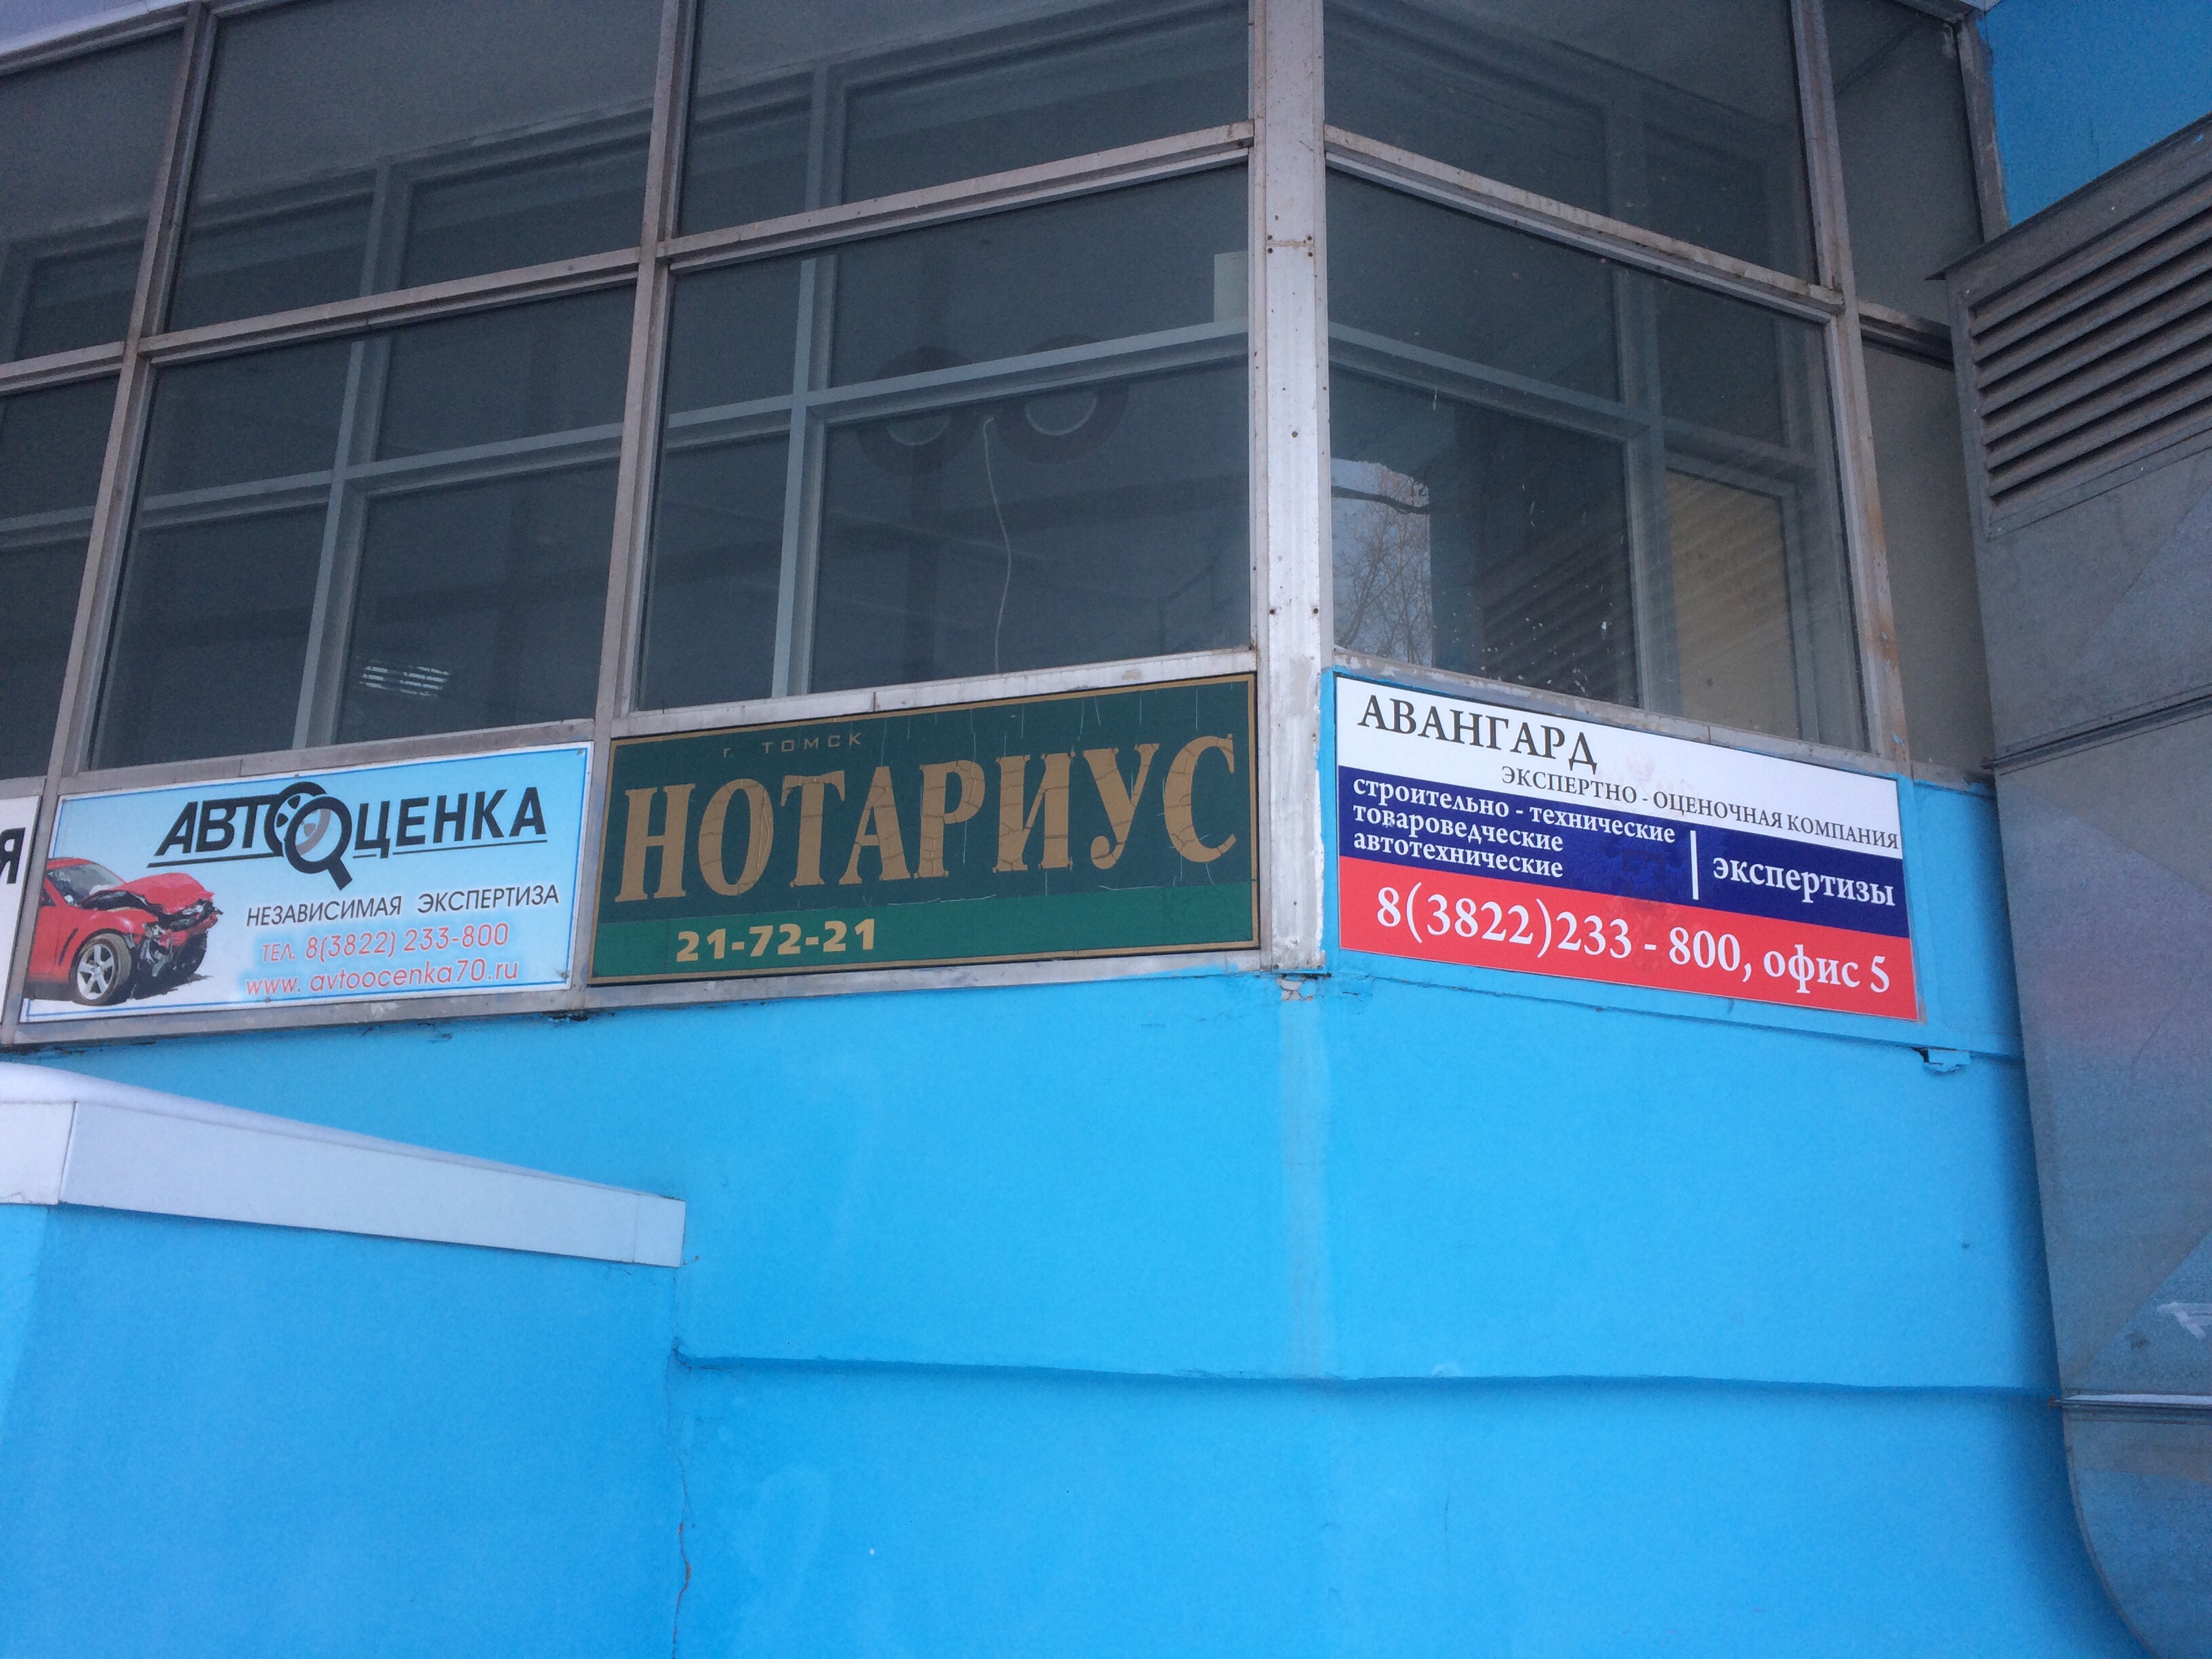 Я
АВТООЦЕНКА
НЕЗАВИСИМАЯ ЭКСПЕРТИЗА
ТЕЛ. 8(3822) 233-800
www. avtoocenka70.ru
г. ТОМСК
НОТАРИУС
21-72-21
АВАНГАРД
ЭКСПЕРТНО - ОЦЕНОЧНАЯ КОМПАНИЯ
строительно - технические
товароведческие
автотехнические
экспертизы
8(3822)233 - 800, офис 5